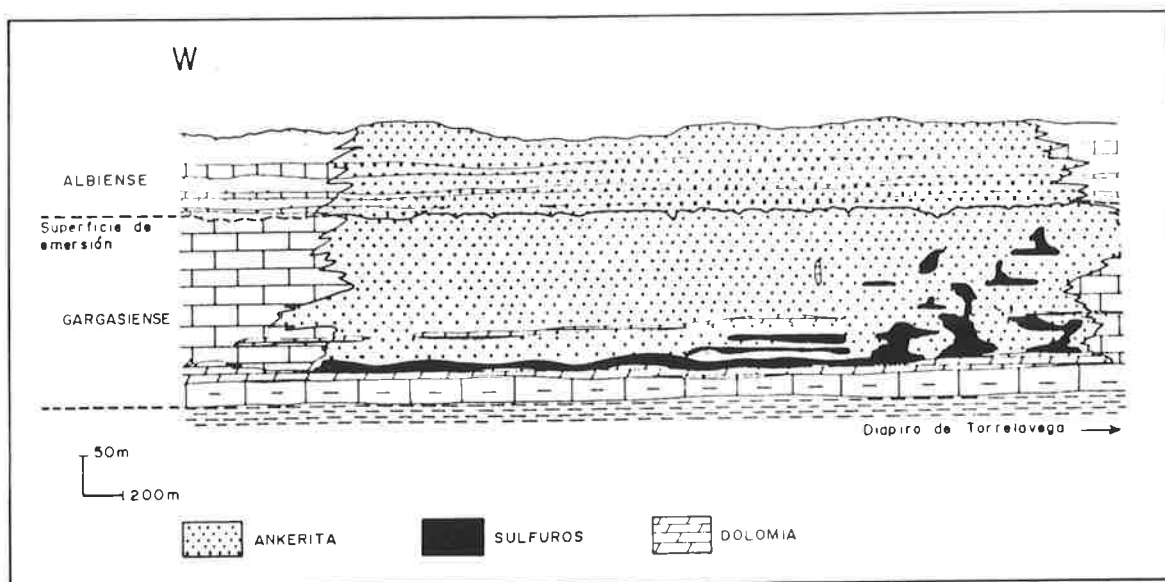 W
ALBIENSE
Superficie de
emersión
GARGASIENSE
Diapiro de Torrelavega
50m
200m
ANKERITA
SULFUROS
DOLOMIA